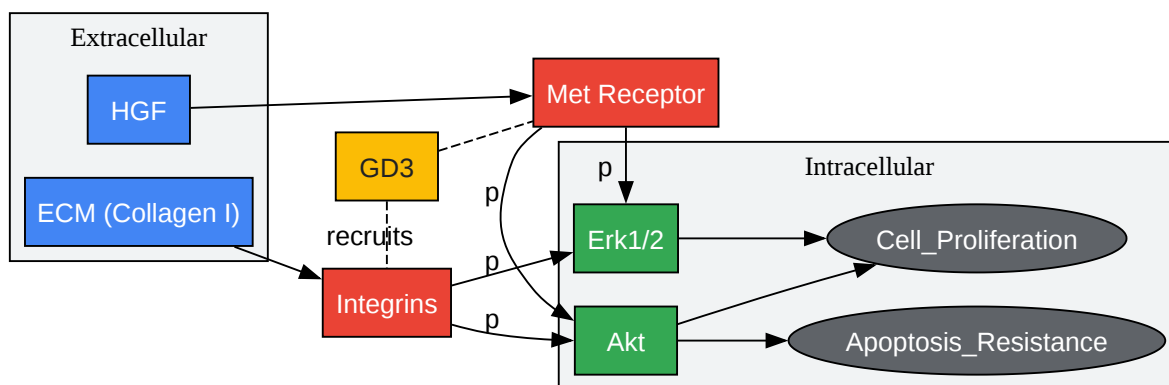 Extracellular
HGF
Met Receptor
GD3
p
Intracellular
p
ECM (Collagen I)
recruits
Erk1/2
Cell_Proliferation
p
Integrins
p
Akt
Apoptosis_Resistance